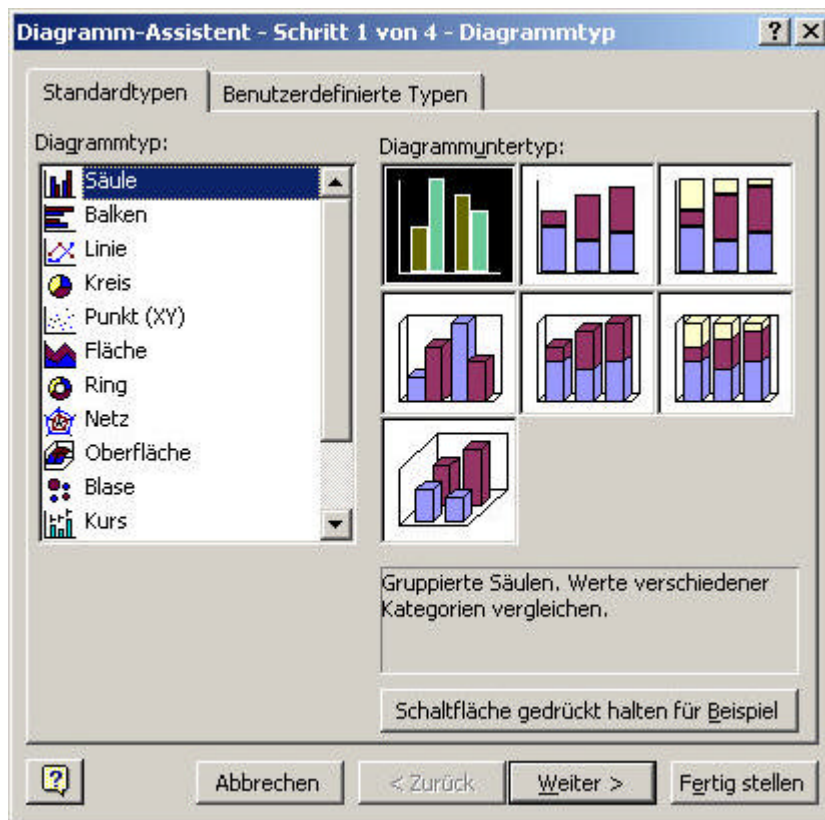 Diagramm-Assistent - Schritt 1 von 4 - Diagrammtyp
Standardtypen
Benutzerdefinierte Typen
Diagrammtyp:
Säule
Balken
Linie
Kreis
Punkt (XY)
Fläche
Ring
Netz
Oberfläche
Blase
Kurs
Diagrammuntertyp:
Gruppierte Säulen. Werte verschiedener
Kategorien vergleichen.
Schaltfläche gedrückt halten für Beispiel
Abbrechen
< Zurück
Weiter >
Fertig stellen